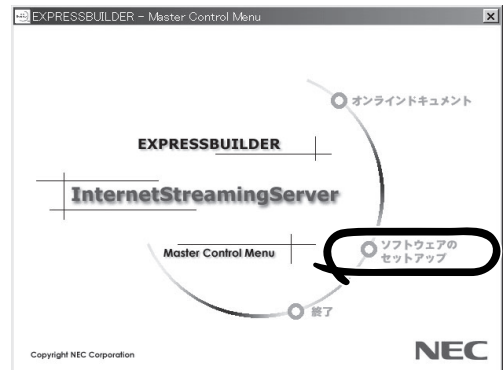 EXPRESSBUILDER - Master Control Menu
オンラインドキュメント
EXPRESSBUILDER
InternetStreamingServer
ソフトウェアの
セットアップ
Master Control Menu
終了
Copyright NEC Corporation
NEC